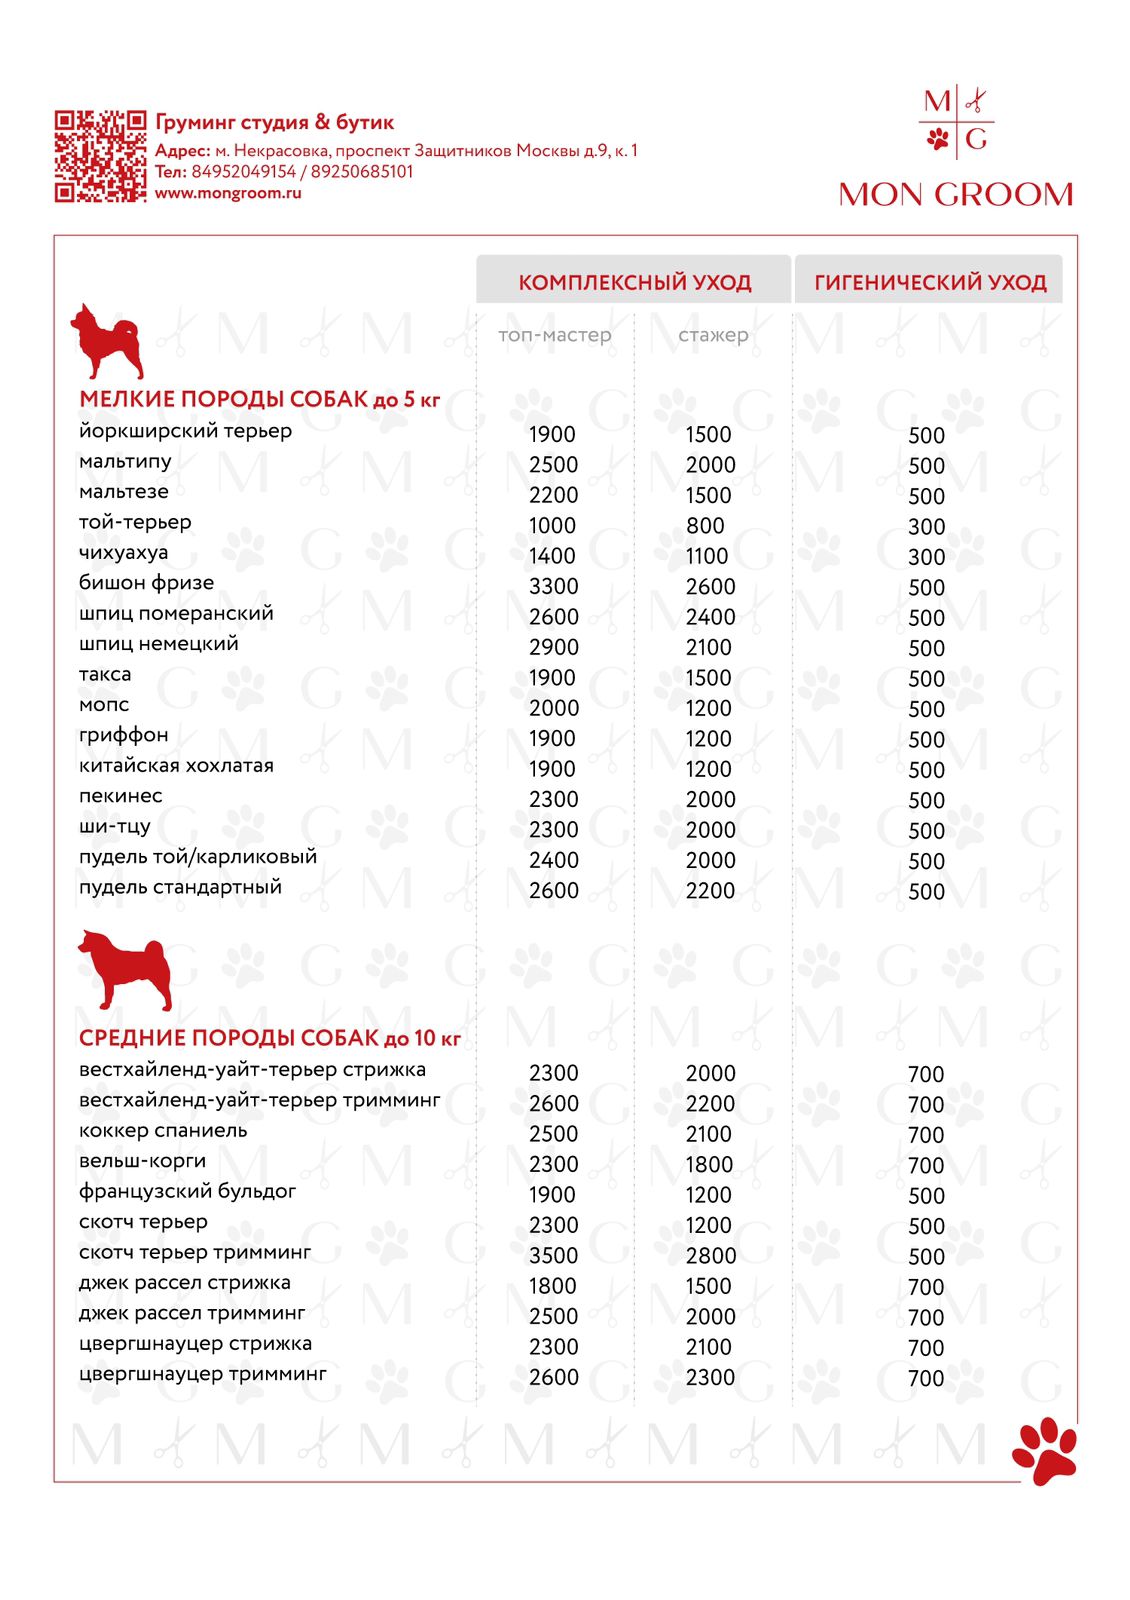 Груминг студия & бутик
Адрес: м. Некрасовка, проспект Защитников Москвы д.9, к. 1
Тел: 84952049154 / 89250685101
www.mongroom.ru
M
G
MON GROOM
КОМПЛЕКСНЫЙ УХОД ГИГЕНИЧЕСКИЙ УХОД
топ-мастер стажер
МЕЛКИЕ ПОРОДЫ СОБАК до 5 кг
йоркширский терьер 1900 1500 500
мальтипу 2500 2000 500
мальтезе 2200 1500 500
той-терьер 1000 800 300
чихуахуа 1400 1100 300
бишон фризе 3300 2600 500
шпиц померанский 2600 2400 500
шпиц немецкий 2900 2100 500
такса 1900 1500 500
мопс 2000 1200 500
гриффон 1900 1200 500
китайская хохлатая 1900 1200 500
пекинес 2300 2000 500
ши-тцу 2300 2000 500
пудель той/карликовый 2400 2000 500
пудель стандартный 2600 2200 500
СРЕДНИЕ ПОРОДЫ СОБАК до 10 кг
вестхайленд-уайт-терьер стрижка 2300 2000 700
вестхайленд-уайт-терьер тримминг 2600 2200 700
коккер спаниель 2500 2100 700
вельш-корги 2300 1800 700
французский бульдог 1900 1200 500
скотч терьер 2300 1200 500
скотч терьер тримминг 3500 2800 500
джек рассел стрижка 1800 1500 700
джек рассел тримминг 2500 2000 700
цвергшнауцер стрижка 2300 2100 700
цвергшнауцер тримминг 2600 2300 700